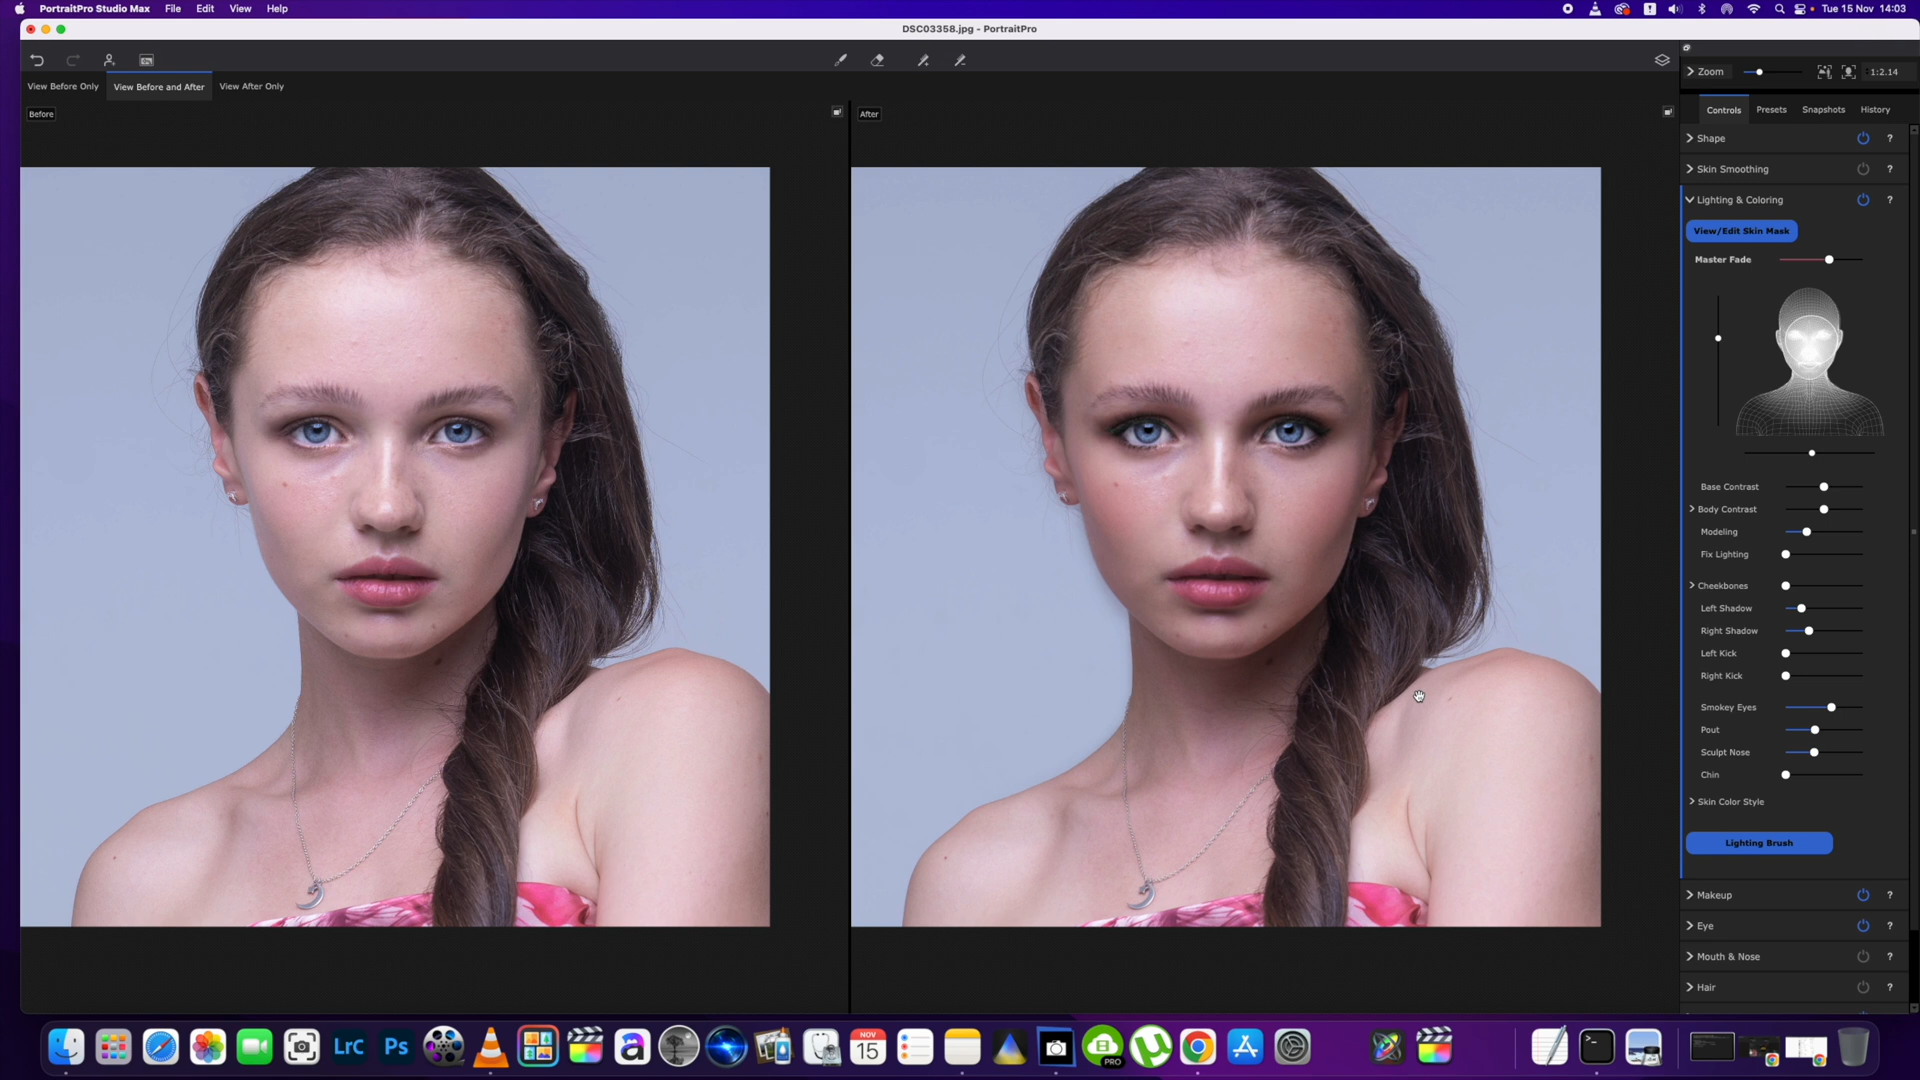 PortraitPro Studio Max File Edit View Help
Tue 15 Nov 14:03
DSC03358.jpg - PortraitPro
View Before Only View Before and After View After Only
Before
After
Zoom
1:2.14
Controls Presets Snapshots History
Shape ?
Skin Smoothing ?
Lighting & Coloring ?
View/Edit Skin Mask
Master Fade
Base Contrast
Body Contrast
Modeling
Fix Lighting
Cheekbones
Left Shadow
Right Shadow
Left Kick
Right Kick
Smokey Eyes
Pout
Sculpt Nose
Chin
Skin Color Style
Lighting Brush
Makeup ?
Eye ?
Mouth & Nose ?
Hair ?
LrC
Ps
a
NOV
15
PRO